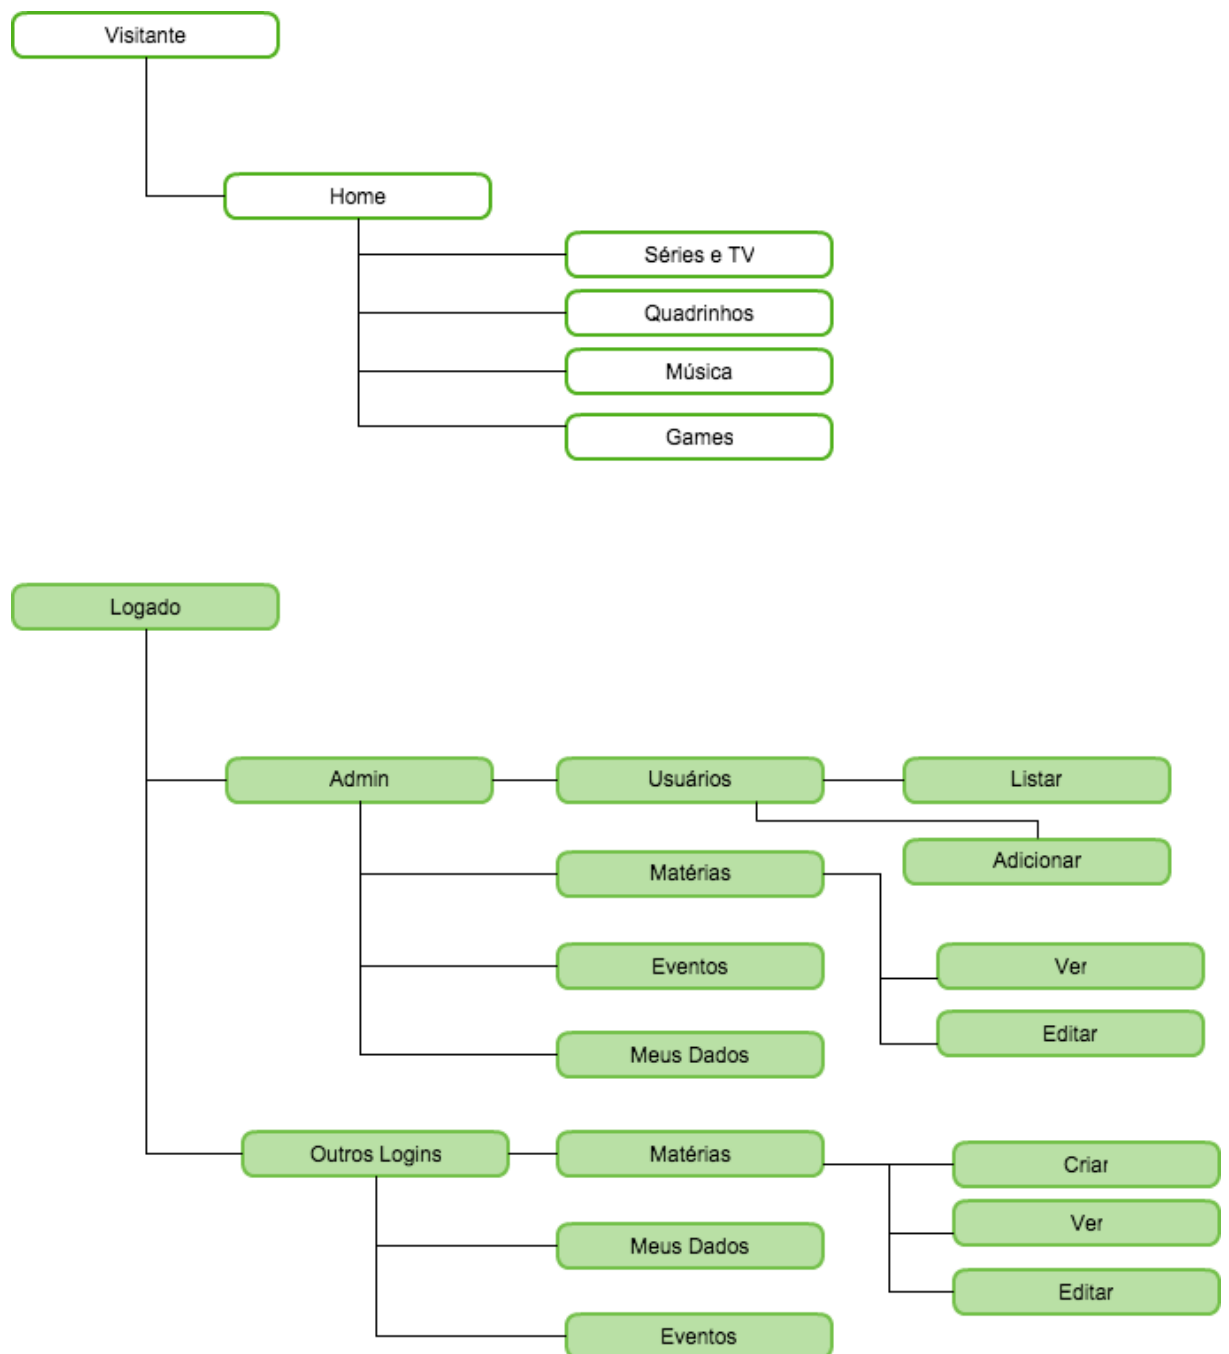 Visitante
Home
Séries e TV
Quadrinhos
Música
Games
Logado
Admin
Usuários
Listar
Adicionar
Matérias
Ver
Eventos
Editar
Meus Dados
Outros Logins
Matérias
Criar
Ver
Meus Dados
Editar
Eventos